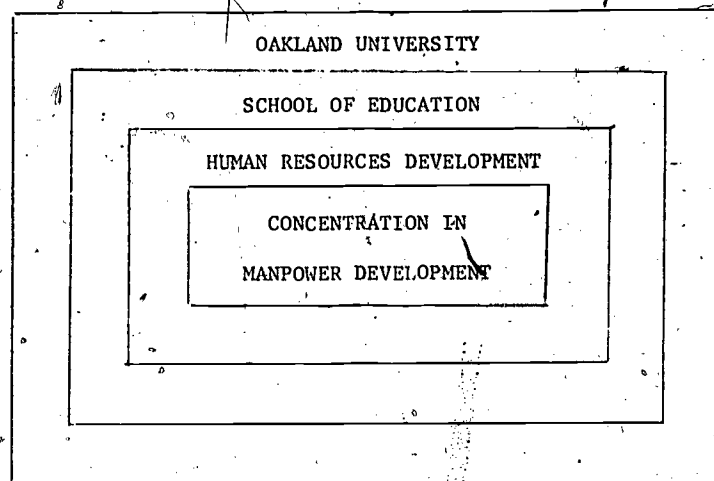 OAKLAND UNIVERSITY
SCHOOL OF EDUCATION
HUMAN RESOURCES DEVELOPMENT
CONCENTRATION IN
MANPOWER DEVELOPMENT